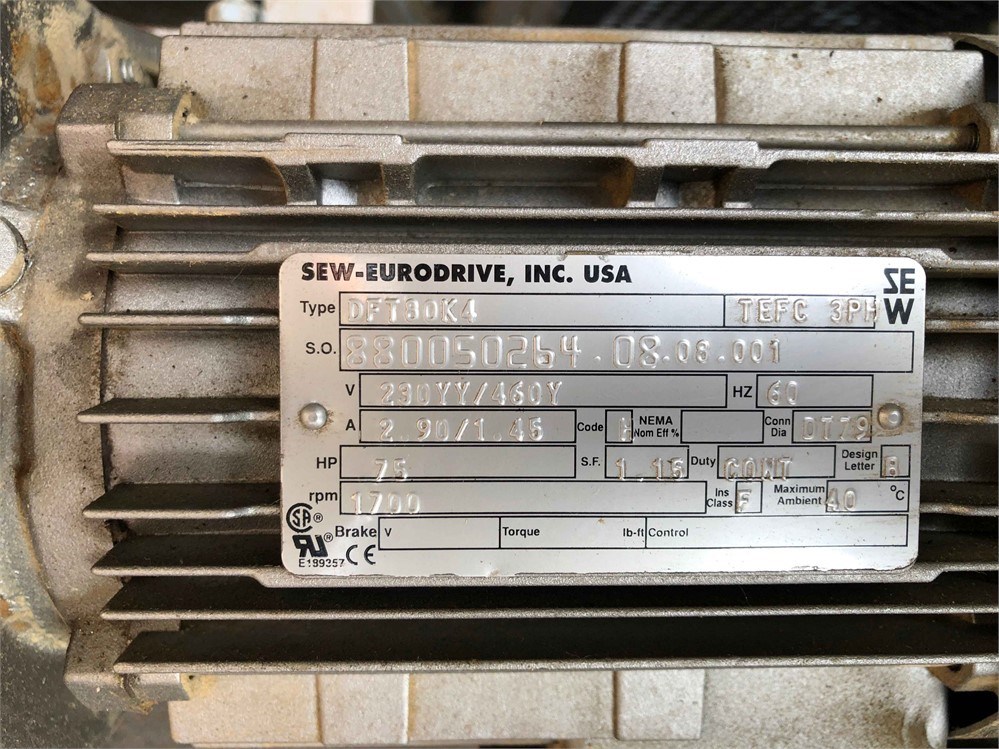 SEW-EURODRIVE, INC. USA
SE
W
Type DFT80K4 TEFC 3PH
S.O. 880050264.08.06.001
V 230YY/460Y HZ 60
A 2.90/1.45 Code NEMA Nom Eff % Conn Dia DT79
HP .75 S.F. 1.15 Duty CONT Design Letter B
rpm 1700 Ins Class F Maximum Ambient 40 °C
Brake V Torque lb-ft Control
E199357 CE